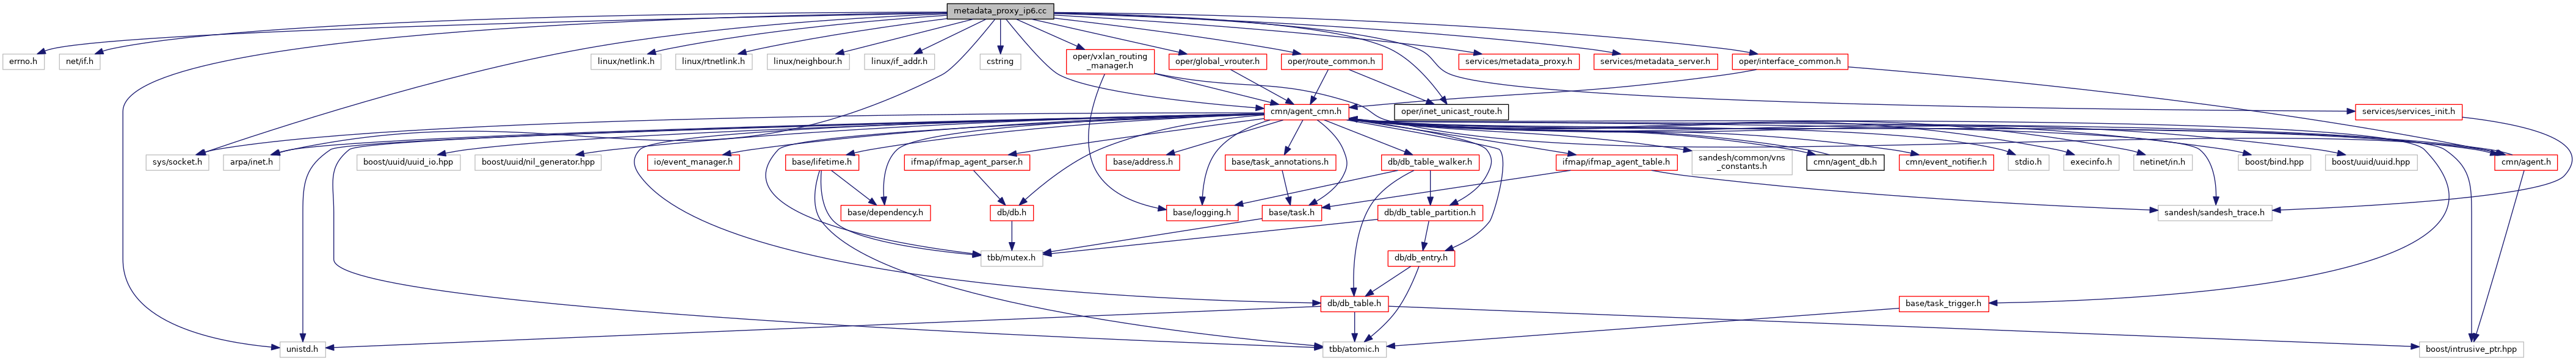 metadata_proxy_ip6.cc
errno.h
net/if.h
linux/netlink.h
linux/rtnetlink.h
linux/neighbour.h
linux/if_addr.h
cstring
oper/vxlan_routing
_manager.h
oper/global_vrouter.h
oper/route_common.h
services/metadata_proxy.h
services/metadata_server.h
oper/interface_common.h
cmn/agent_cmn.h
oper/inet_unicast_route.h
services/services_init.h
sys/socket.h
arpa/inet.h
boost/uuid/uuid_io.hpp
boost/uuid/nil_generator.hpp
io/event_manager.h
base/lifetime.h
ifmap/ifmap_agent_parser.h
base/address.h
base/task_annotations.h
db/db_table_walker.h
ifmap/ifmap_agent_table.h
sandesh/common/vns
_constants.h
cmn/agent_db.h
cmn/event_notifier.h
stdio.h
execinfo.h
netinet/in.h
boost/bind.hpp
boost/uuid/uuid.hpp
cmn/agent.h
base/dependency.h
db/db.h
base/logging.h
base/task.h
db/db_table_partition.h
sandesh/sandesh_trace.h
tbb/mutex.h
db/db_entry.h
db/db_table.h
base/task_trigger.h
unistd.h
tbb/atomic.h
boost/intrusive_ptr.hpp